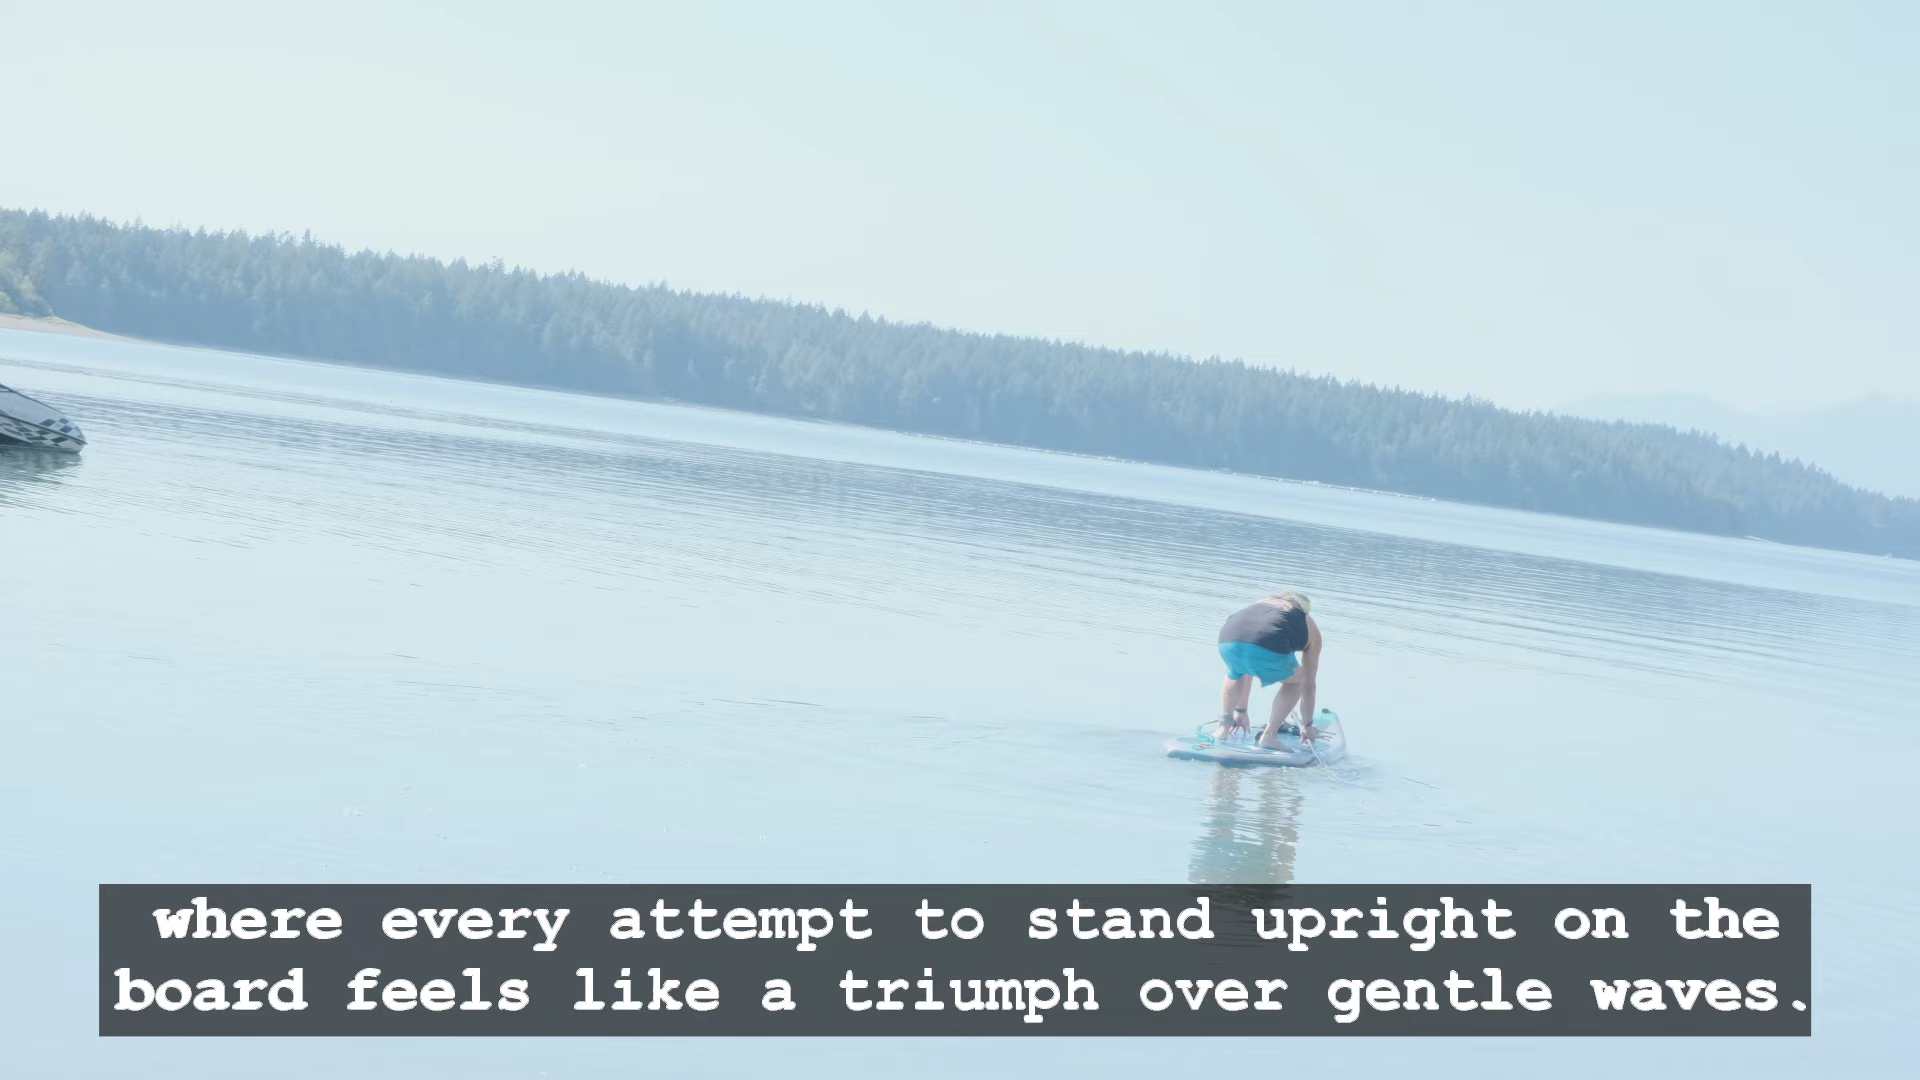 where every attempt to stand upright on the
board feels like a triumph over gentle waves.